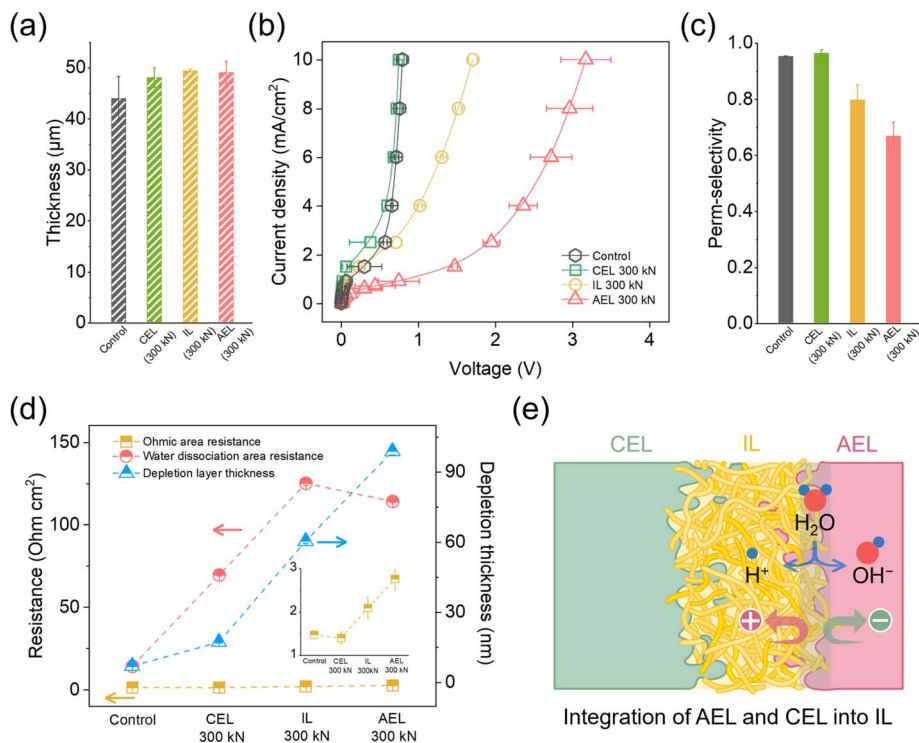 (a)
Thickness (μm)
50
40
30
20
10
0
Control
CEL (300 kN)
IL (300 kN)
AEL (300 kN)
(b)
Current density (mA/cm²)
10
8
6
4
2
0
0 1 2 3 4
Voltage (V)
Control
CEL 300 kN
IL 300 kN
AEL 300 kN
(c)
Perm-selectivity
1.0
0.8
0.6
0.4
0.2
0.0
Control
CEL (300 kN)
IL (300 kN)
AEL (300 kN)
(d)
Resistance (Ohm cm²)
150
125
100
75
50
25
0
Ohmic area resistance
Water dissociation area resistance
Depletion layer thickness
Depletion thickness (nm)
90
60
30
0
3
2
1
Control
CEL 300 kN
IL 300kN
AEL 300 kN
Control
CEL 300 kN
IL 300 kN
AEL 300 kN
(e)
CEL IL AEL
H₂O
H⁺
OH⁻
+
−
Integration of AEL and CEL into IL